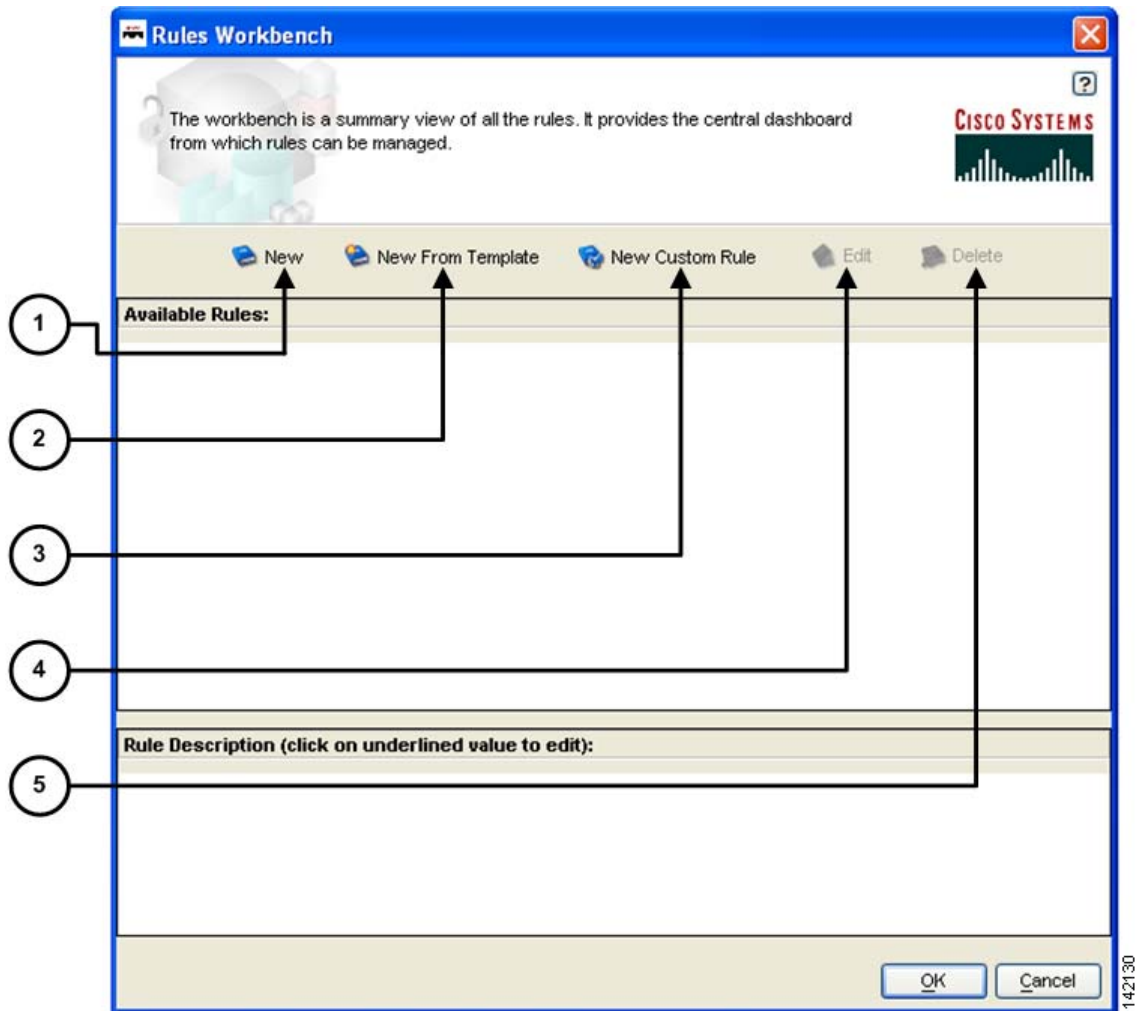 Rules Workbench
?
The workbench is a summary view of all the rules. It provides the central dashboard
from which rules can be managed.
CISCO SYSTEMS
New New From Template New Custom Rule Edit Delete
Available Rules:
1
2
3
4
Rule Description (click on underlined value to edit):
5
OK Cancel
142130